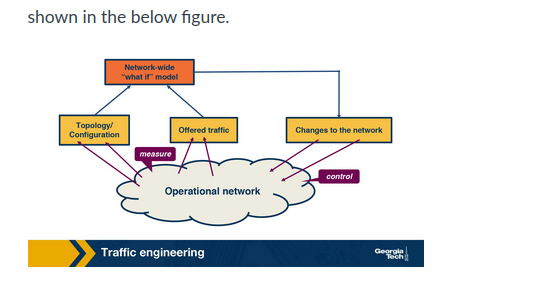 shown in the below figure.
Network-wide
"what if" model
Topology/
Configuration
Offered traffic
Changes to the network
measure
control
Operational network
Traffic engineering
Georgia
Tech